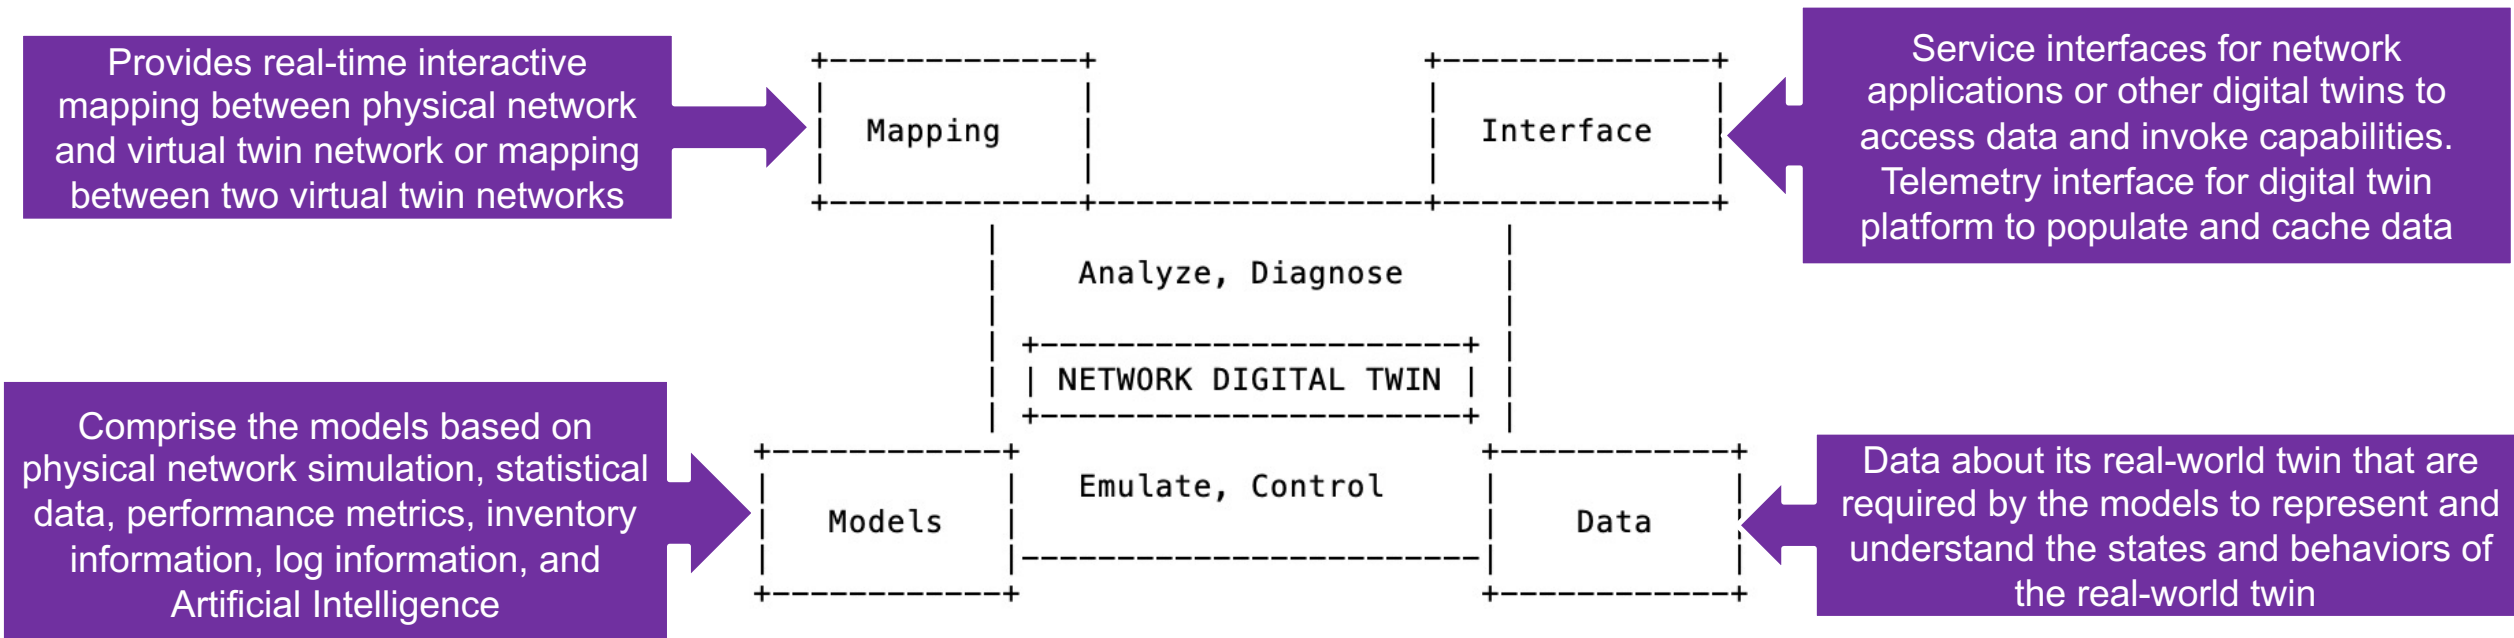 Provides real-time interactive
mapping between physical network
and virtual twin network or mapping
between two virtual twin networks
Mapping
Interface
Service interfaces for network
applications or other digital twins to
access data and invoke capabilities.
Telemetry interface for digital twin
platform to populate and cache data
Analyze, Diagnose
NETWORK DIGITAL TWIN
Comprise the models based on
physical network simulation, statistical
data, performance metrics, inventory
information, log information, and
Artificial Intelligence
Models
Emulate, Control
Data
Data about its real-world twin that are
required by the models to represent and
understand the states and behaviors of
the real-world twin